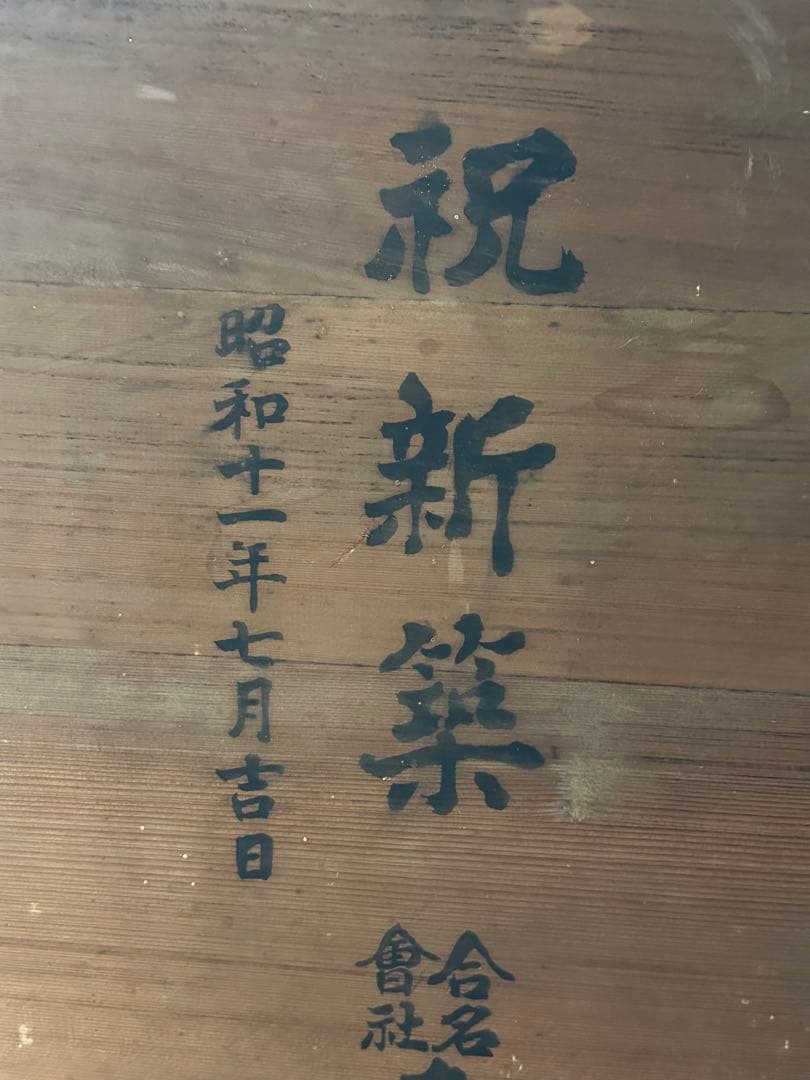 祝新築
合名
會社
昭和十一年七月吉日